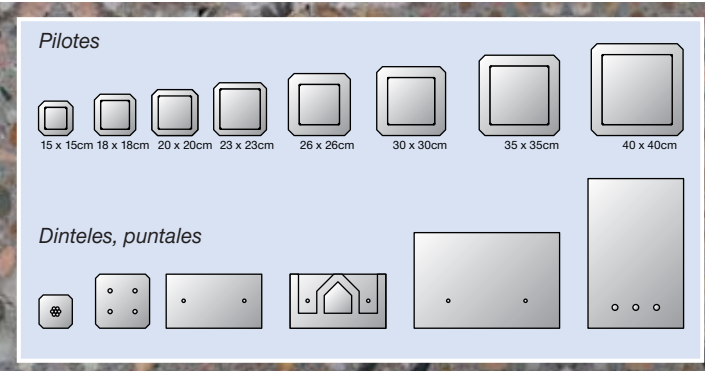 Pilotes
15 x 15cm 18 x 18cm 20 x 20cm 23 x 23cm 26 x 26cm 30 x 30cm 35 x 35cm 40 x 40cm
Dinteles, puntales